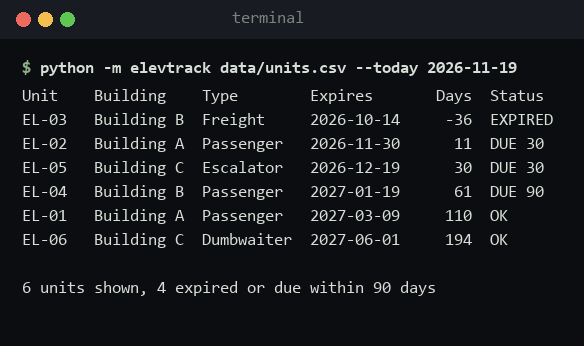 terminal
$ python -m elevtrack data/units.csv --today 2026-11-19
Unit    Building    Type        Expires       Days  Status
EL-03   Building B  Freight     2026-10-14     -36  EXPIRED
EL-02   Building A  Passenger   2026-11-30      11  DUE 30
EL-05   Building C  Escalator   2026-12-19      30  DUE 30
EL-04   Building B  Passenger   2027-01-19      61  DUE 90
EL-01   Building A  Passenger   2027-03-09     110  OK
EL-06   Building C  Dumbwaiter  2027-06-01     194  OK
6 units shown, 4 expired or due within 90 days